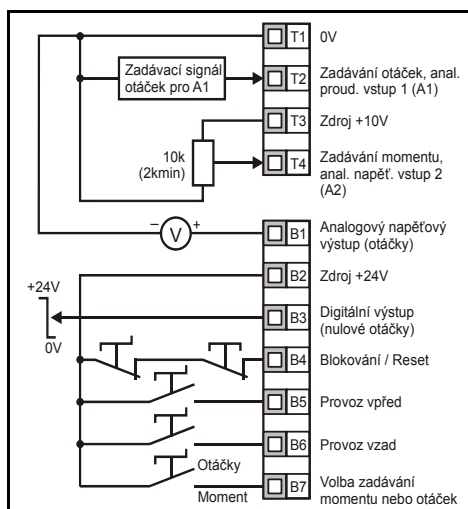 T1 0V
Zadávací signál
otáček pro A1
T2 Zadávání otáček, anal.
proud. vstup 1 (A1)
T3 Zdroj +10V
10k
(2kmin)
T4 Zadávání momentu,
anal. napěť. vstup 2
(A2)
– V +
B1 Analogový napěťový
výstup (otáčky)
B2 Zdroj +24V
+24V
0V
B3 Digitální výstup
(nulové otáčky)
B4 Blokování / Reset
B5 Provoz vpřed
B6 Provoz vzad
Otáčky
Moment
B7 Volba zadávání
momentu nebo otáček